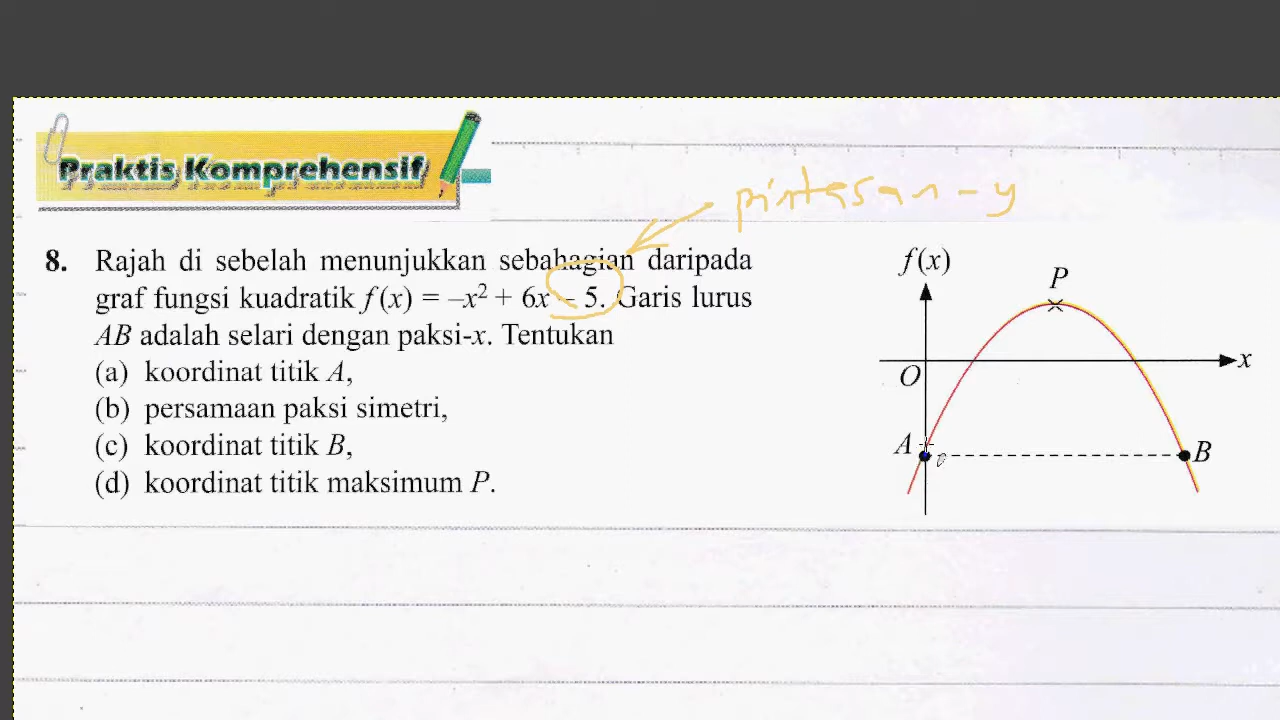 Praktis Komprehensif
pintasan - y
8. Rajah di sebelah menunjukkan sebahagian daripada
graf fungsi kuadratik f(x) = –x² + 6x – 5. Garis lurus
AB adalah selari dengan paksi-x. Tentukan
(a) koordinat titik A,
(b) persamaan paksi simetri,
(c) koordinat titik B,
(d) koordinat titik maksimum P.
f(x)
P
x
O
A
B